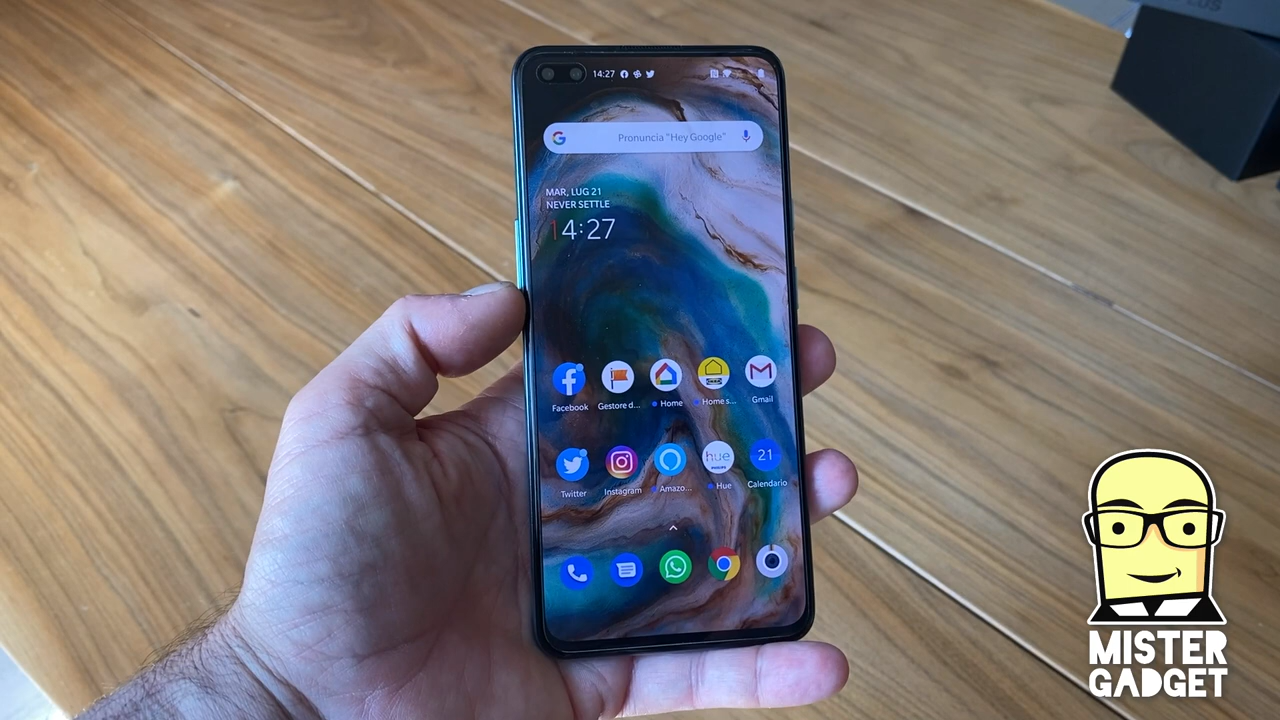 14:27
Pronuncia "Hey Google"
MAR, LUG 21
NEVER SETTLE
14:27
Facebook
Gestore d...
Home
Home s...
Gmail
hue
21
Twitter
Instagram
Amazo...
Hue
Calendario
MISTER
GADGET